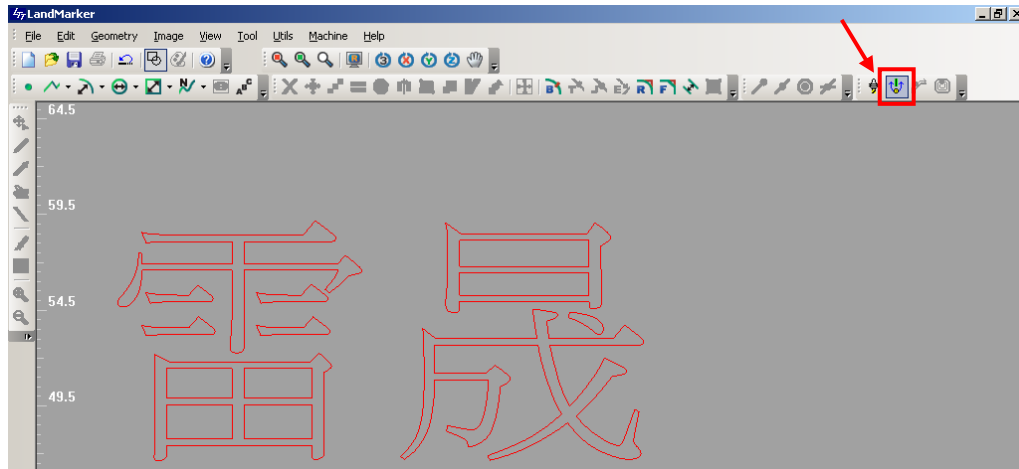 LandMarker
File Edit Geometry Image View Tool Utils Machine Help
64.5
59.5
54.5
49.5
雷晟